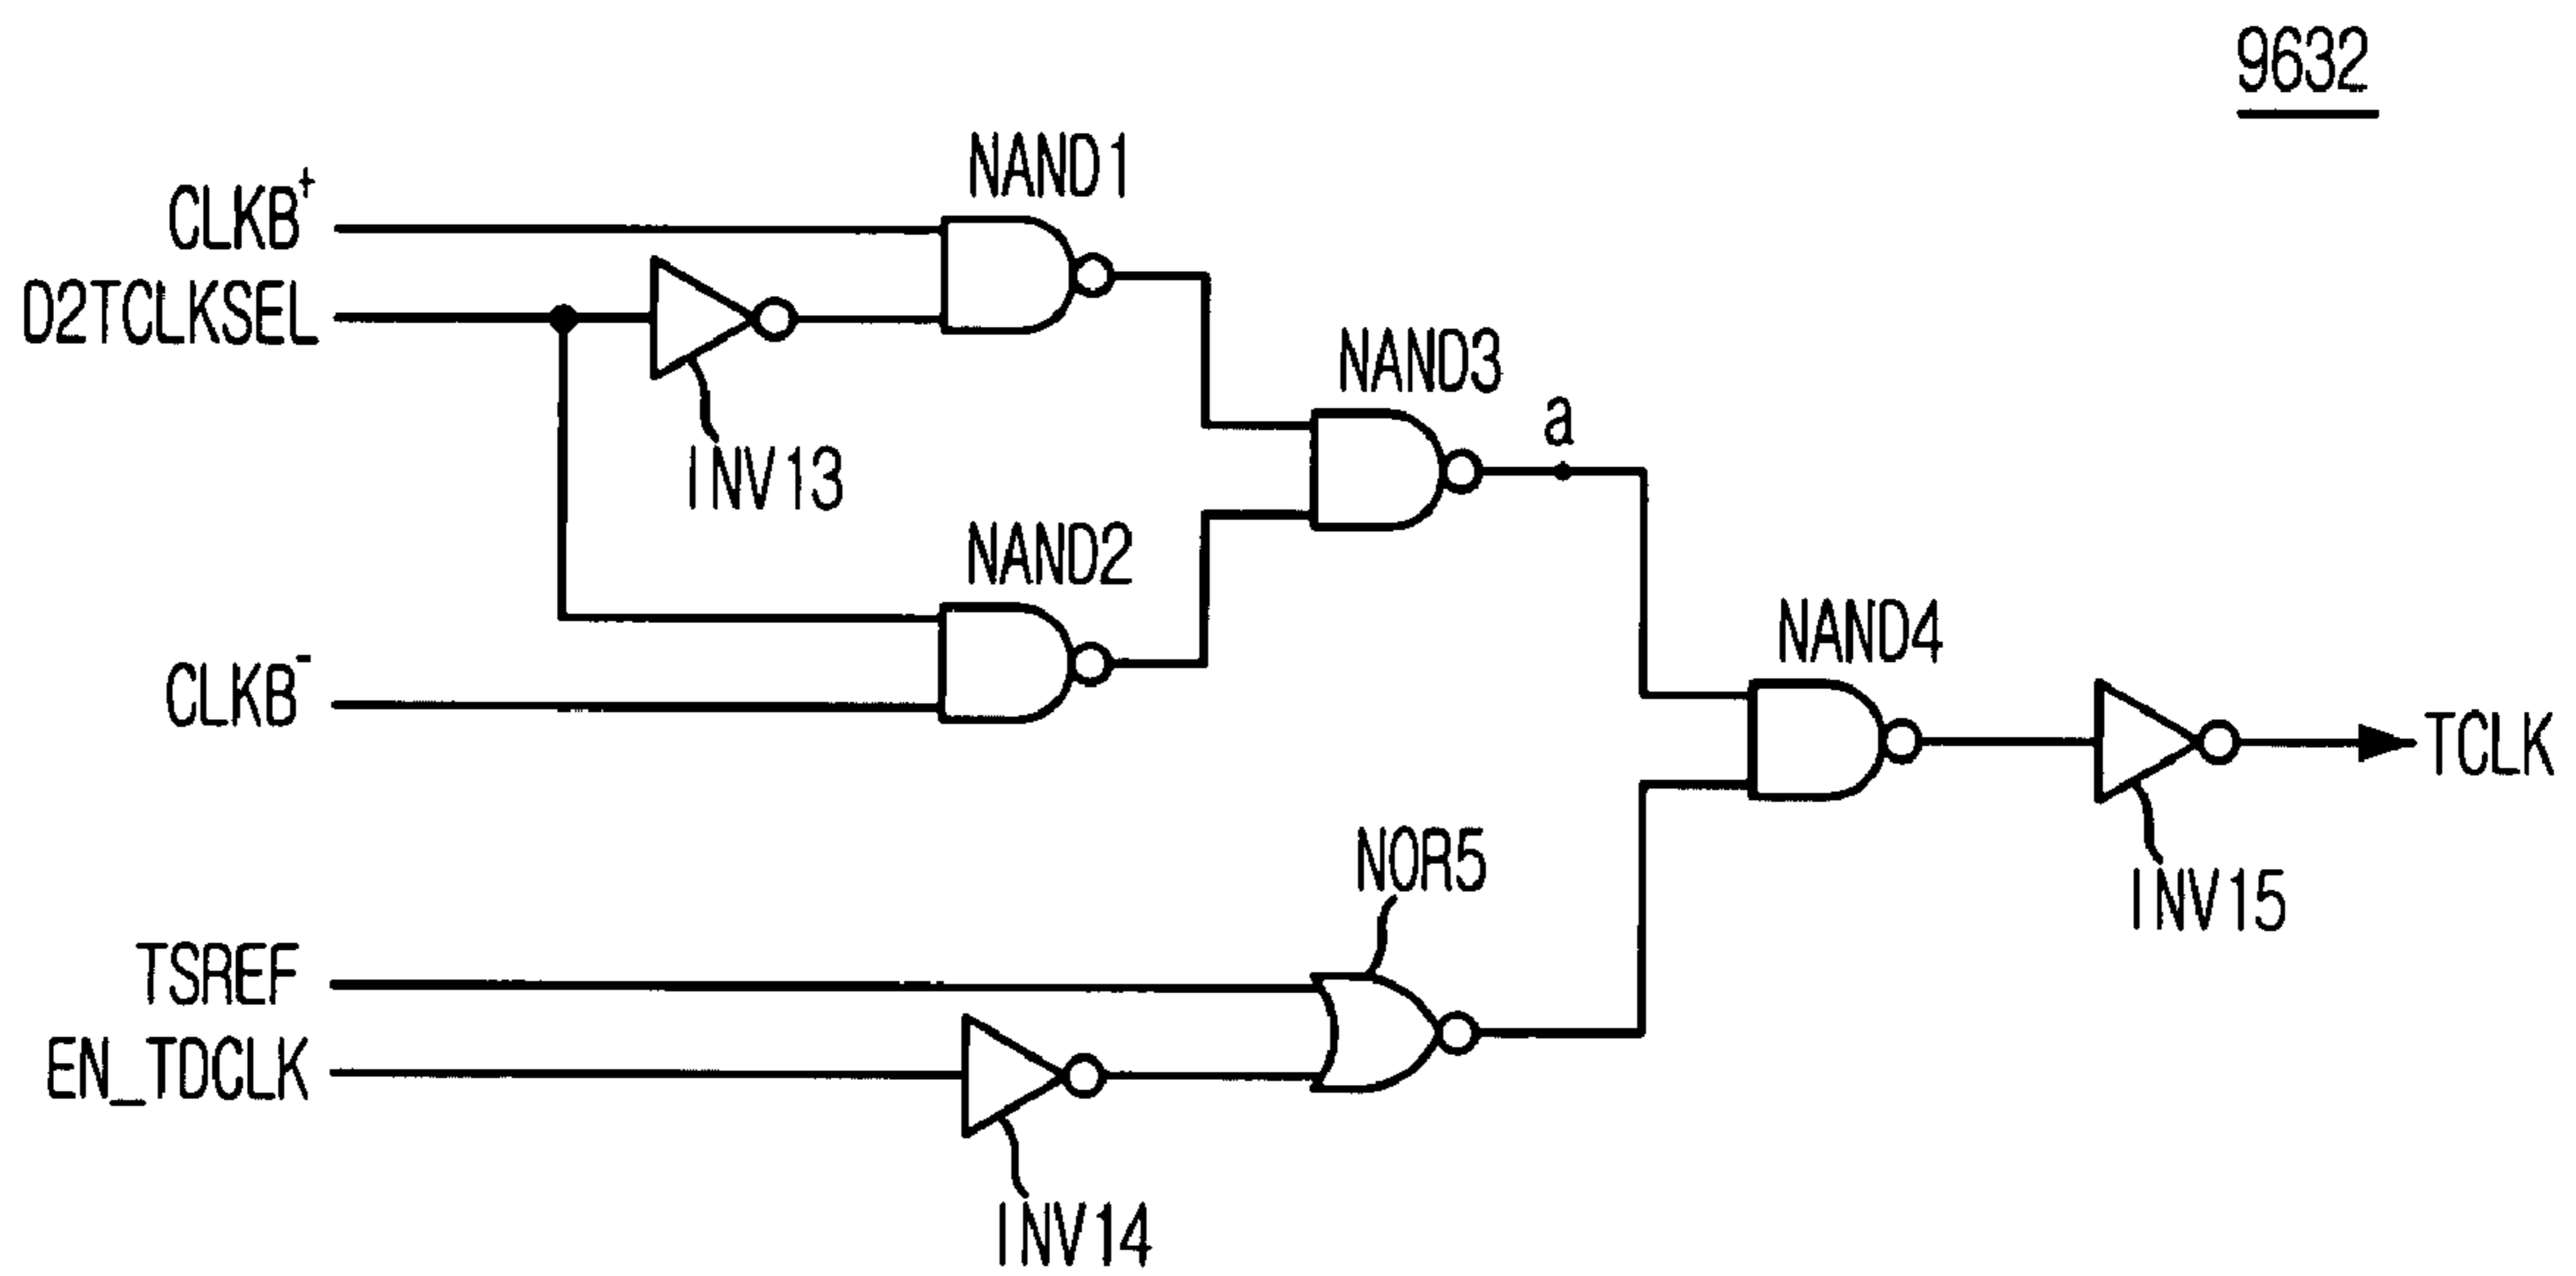 9632
NAND1
CLKB+
D2TCLKSEL
NAND3
a
INV13
NAND2
NAND4
CLKB-
TCLK
NOR5
INV15
TSREF
EN_TDCLK
INV14